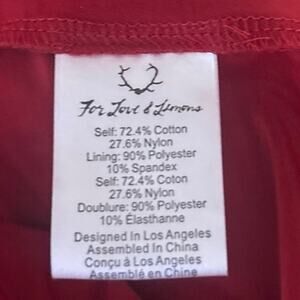 For Love & Lemons
Self: 72.4% Cotton
27.6% Nylon
Lining: 90% Polyester
10% Spandex
Self: 72.4% Coton
27.6% Nylon
Doublure: 90% Polyester
10% Élasthanne
Designed In Los Angeles
Assembled In China
Conçu à Los Angeles
Assemblé en Chine